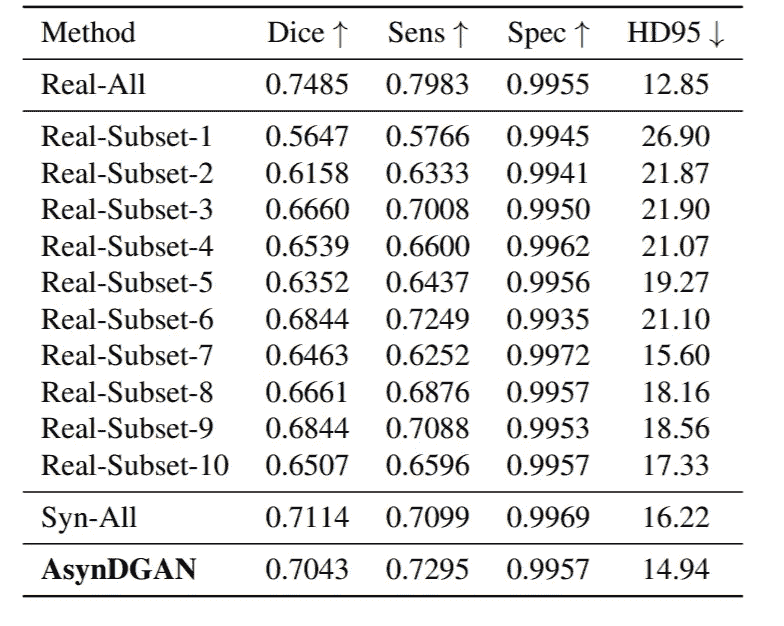 Method Dice ↑ Sens ↑ Spec ↑ HD95 ↓
Real-All 0.7485 0.7983 0.9955 12.85
Real-Subset-1 0.5647 0.5766 0.9945 26.90
Real-Subset-2 0.6158 0.6333 0.9941 21.87
Real-Subset-3 0.6660 0.7008 0.9950 21.90
Real-Subset-4 0.6539 0.6600 0.9962 21.07
Real-Subset-5 0.6352 0.6437 0.9956 19.27
Real-Subset-6 0.6844 0.7249 0.9935 21.10
Real-Subset-7 0.6463 0.6252 0.9972 15.60
Real-Subset-8 0.6661 0.6876 0.9957 18.16
Real-Subset-9 0.6844 0.7088 0.9953 18.56
Real-Subset-10 0.6507 0.6596 0.9957 17.33
Syn-All 0.7114 0.7099 0.9969 16.22
AsynDGAN 0.7043 0.7295 0.9957 14.94